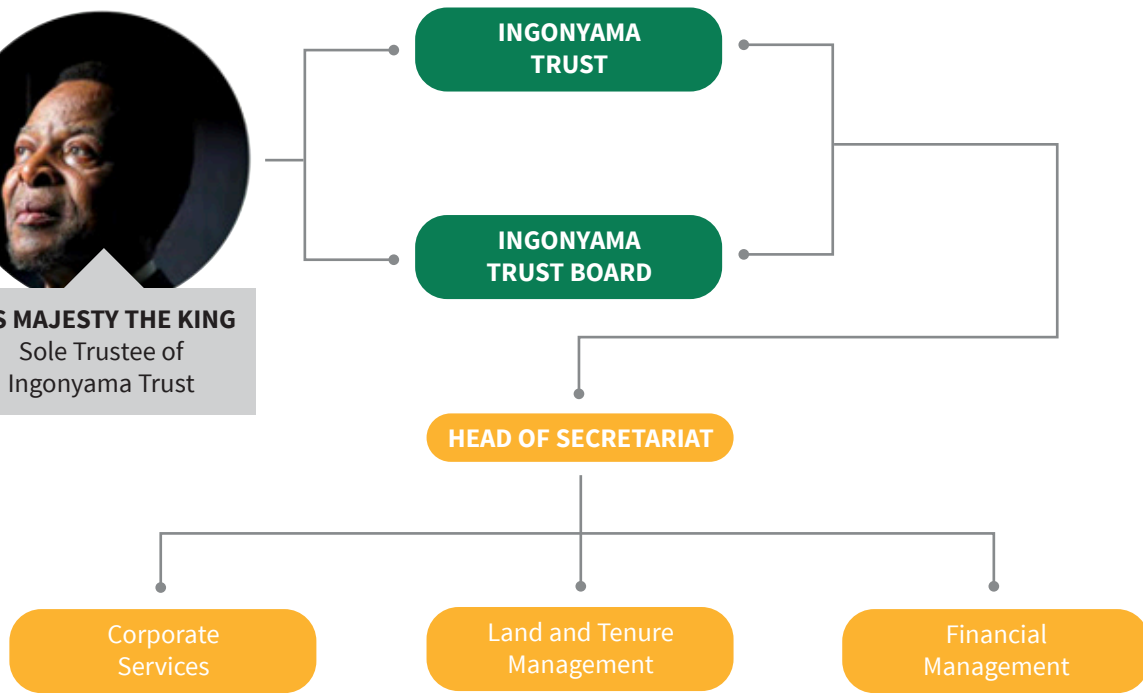 INGONYAMA
TRUST
INGONYAMA
TRUST BOARD
S MAJESTY THE KING
Sole Trustee of
Ingonyama Trust
HEAD OF SECRETARIAT
Corporate
Services
Land and Tenure
Management
Financial
Management